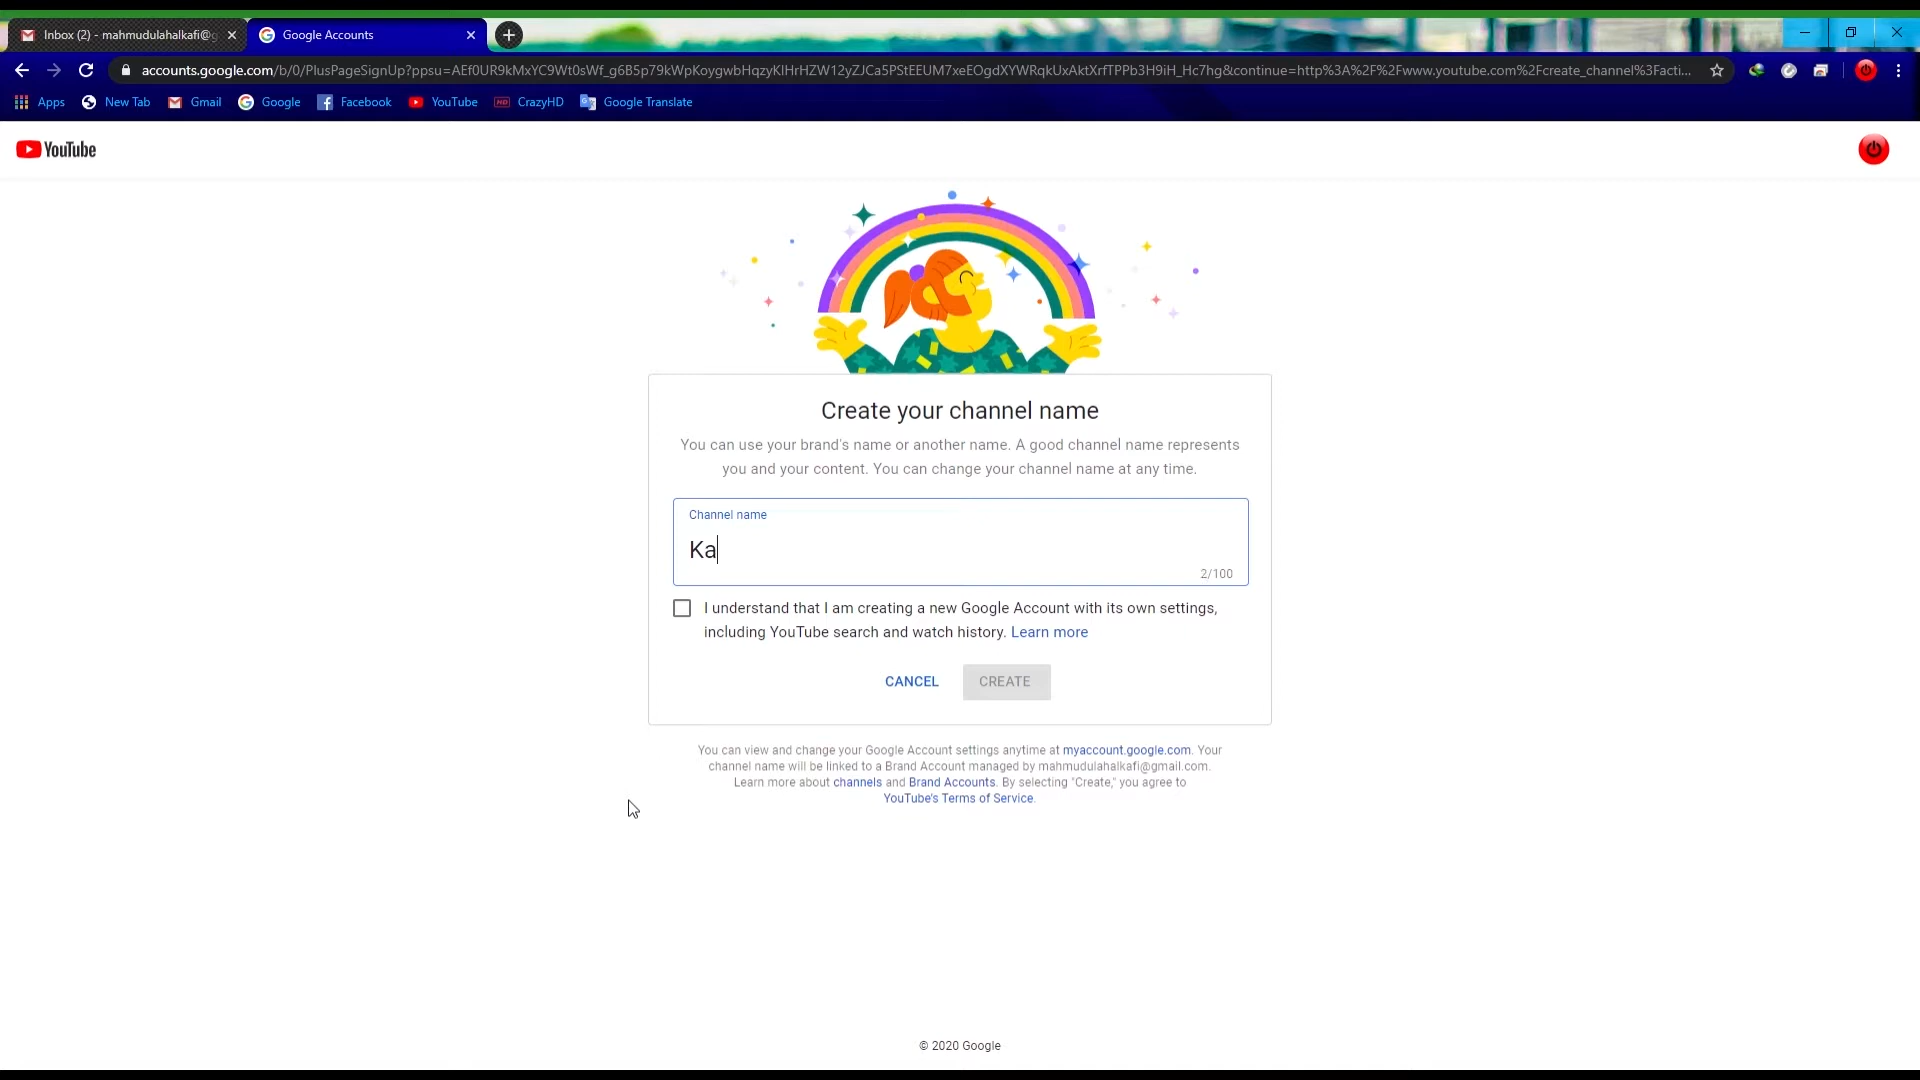 Inbox (2) - mahmudulahalkafi@g
Google Accounts
accounts.google.com/b/0/PlusPageSignUp?ppsu=AEf0UR9kMxYC9Wt0sWf_g6B5p79kWpKoygwbHqzyKlHrHZW12yZJCa5PStEEUM7xeEOgdXYWRqkUxAktXrfTPPb3H9iH_Hc7hg&continue=http%3A%2F%2Fwww.youtube.com%2Fcreate_channel%3Facti...
Apps New Tab Gmail Google Facebook YouTube HD CrazyHD Google Translate
YouTube
Create your channel name
You can use your brand's name or another name. A good channel name represents
you and your content. You can change your channel name at any time.
Channel name
Ka
2/100
I understand that I am creating a new Google Account with its own settings,
including YouTube search and watch history. Learn more
CANCEL CREATE
You can view and change your Google Account settings anytime at myaccount.google.com. Your
channel name will be linked to a Brand Account managed by mahmudulahalkafi@gmail.com.
Learn more about channels and Brand Accounts. By selecting "Create," you agree to
YouTube's Terms of Service.
© 2020 Google